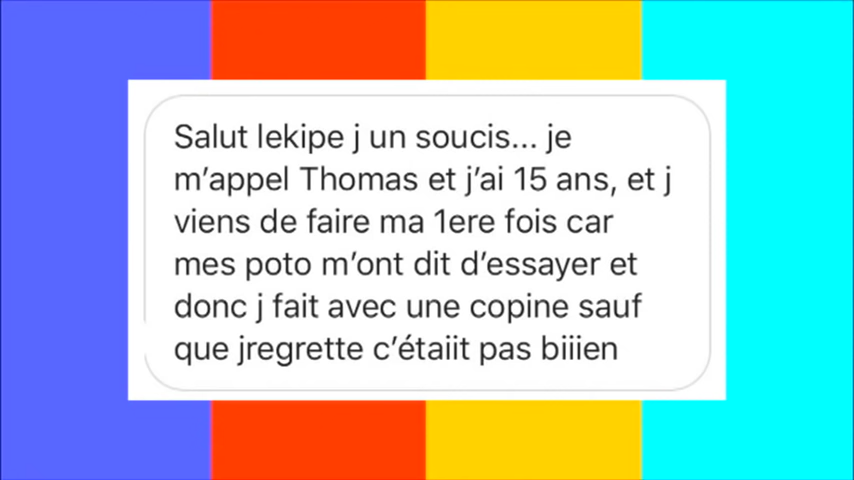 Salut lekipe j un soucis... je
m'appel Thomas et j'ai 15 ans, et j
viens de faire ma 1ere fois car
mes poto m'ont dit d'essayer et
donc j fait avec une copine sauf
que jregrette c'étaiit pas biiien